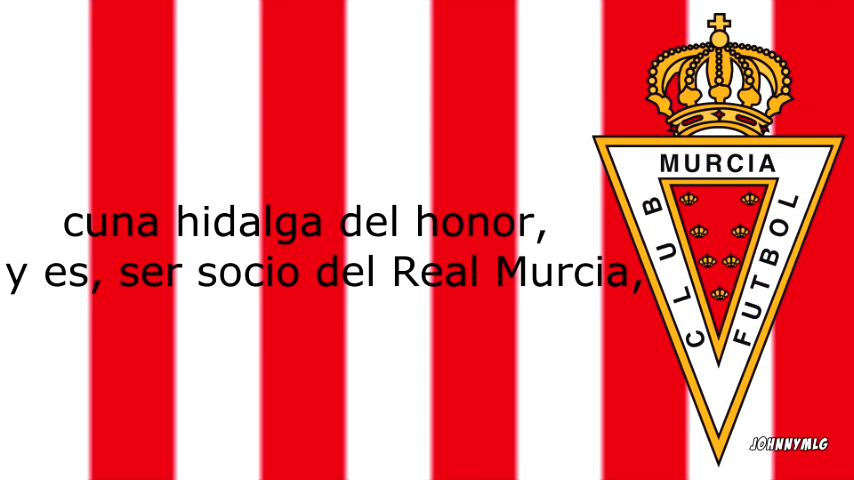 cuna hidalga del honor,
y es, ser socio del Real Murcia,
MURCIA
CLUB
FUTBOL
JOHNNYMLG